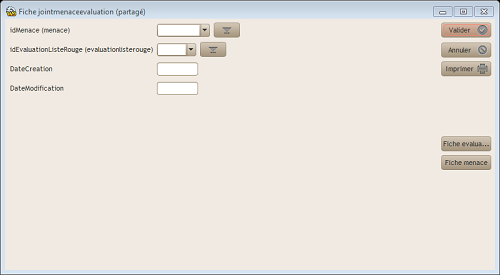 Fiche jointmenaceevaluation (partagé)
idMenace (menace)
Valider
idEvaluationListeRouge (evaluationlisterouge)
Annuler
DateCreation
Imprimer
DateModification
Fiche evalua...
Fiche menace